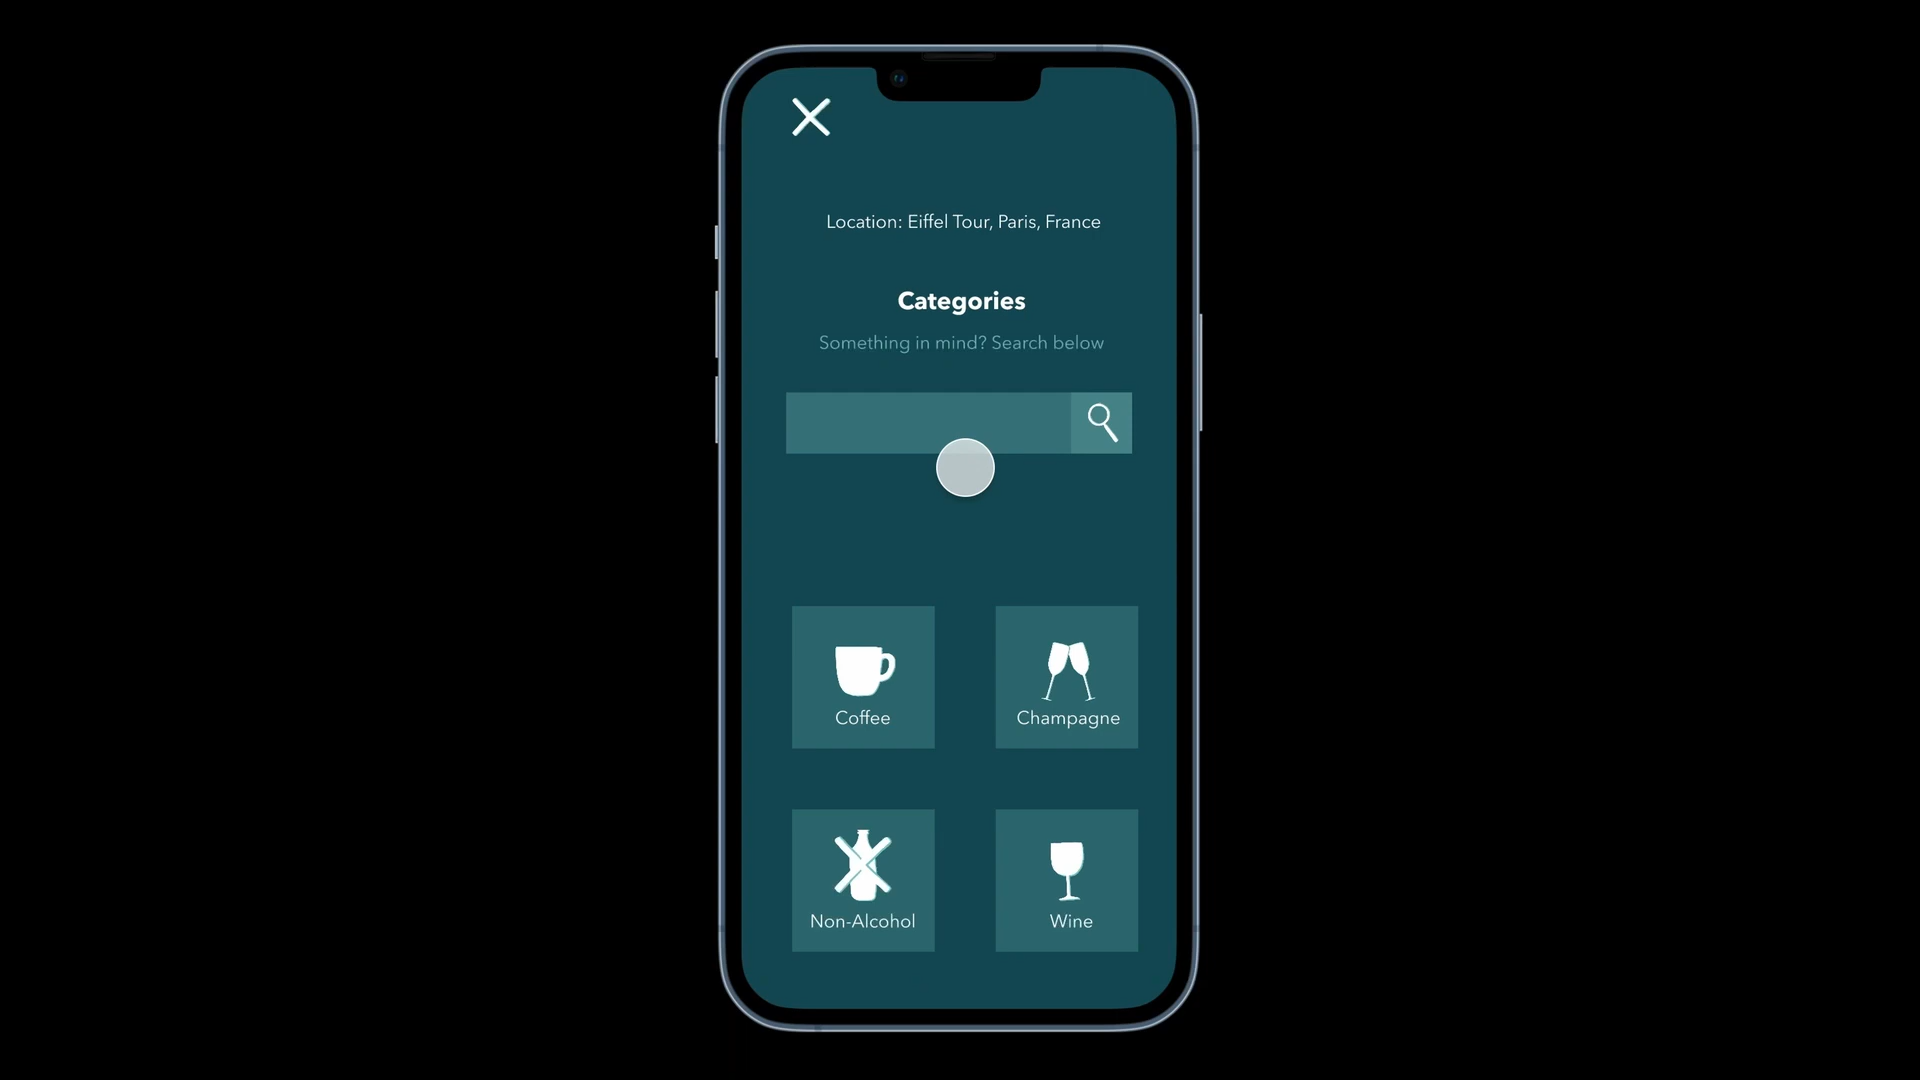 Location: Eiffel Tour, Paris, France
Categories
Something in mind? Search below
Coffee
Champagne
Non-Alcohol
Wine